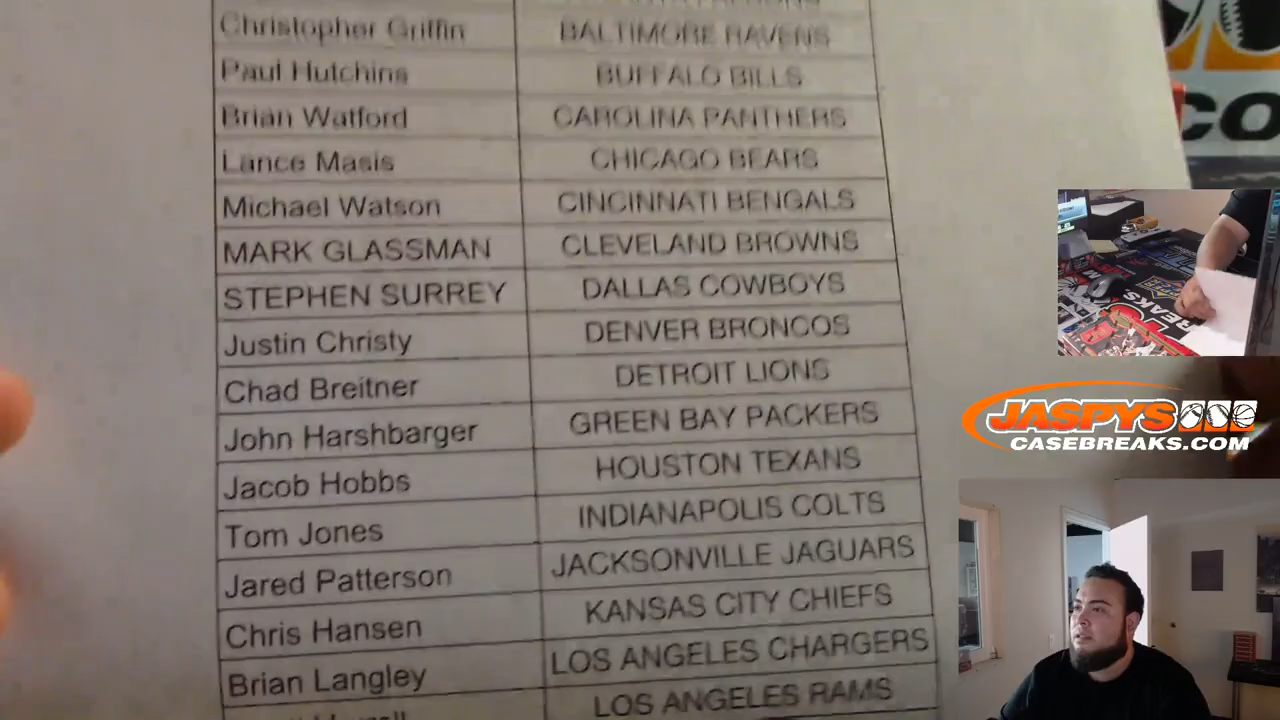 Christopher Griffin BALTIMORE RAVENS
Paul Hutchins BUFFALO BILLS
Brian Watford CAROLINA PANTHERS
Lance Masis CHICAGO BEARS
Michael Watson CINCINNATI BENGALS
MARK GLASSMAN CLEVELAND BROWNS
STEPHEN SURREY DALLAS COWBOYS
Justin Christy DENVER BRONCOS
Chad Breitner DETROIT LIONS
John Harshbarger GREEN BAY PACKERS
Jacob Hobbs HOUSTON TEXANS
Tom Jones INDIANAPOLIS COLTS
Jared Patterson JACKSONVILLE JAGUARS
Chris Hansen KANSAS CITY CHIEFS
Brian Langley LOS ANGELES CHARGERS
LOS ANGELES RAMS
JASPYS
CASEBREAKS.COM